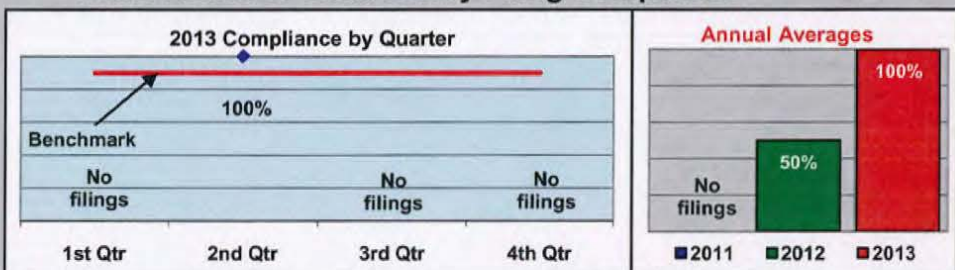 2013 Compliance by Quarter
100%
Benchmark
No
filings
No
filings
No
filings
1st Qtr 2nd Qtr 3rd Qtr 4th Qtr
Annual Averages
100%
50%
No
filings
2011 2012 2013